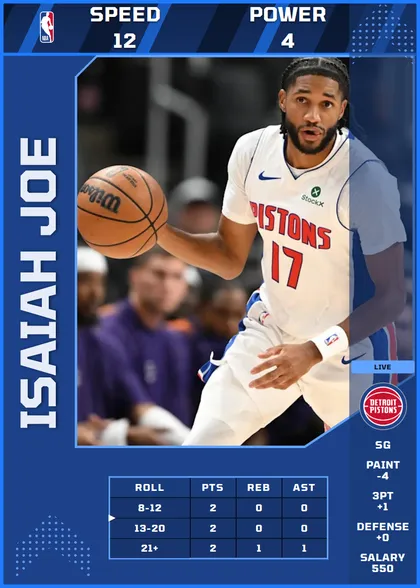 SPEED
12
POWER
4
ISAIAH JOE
Wilson
StockX
PISTONS
17
LIVE
DETROIT
PISTONS
SG
PAINT
-4
3PT
+1
DEFENSE
+0
SALARY
550
ROLL PTS REB AST
8-12 2 0 0
13-20 2 0 0
21+ 2 1 1